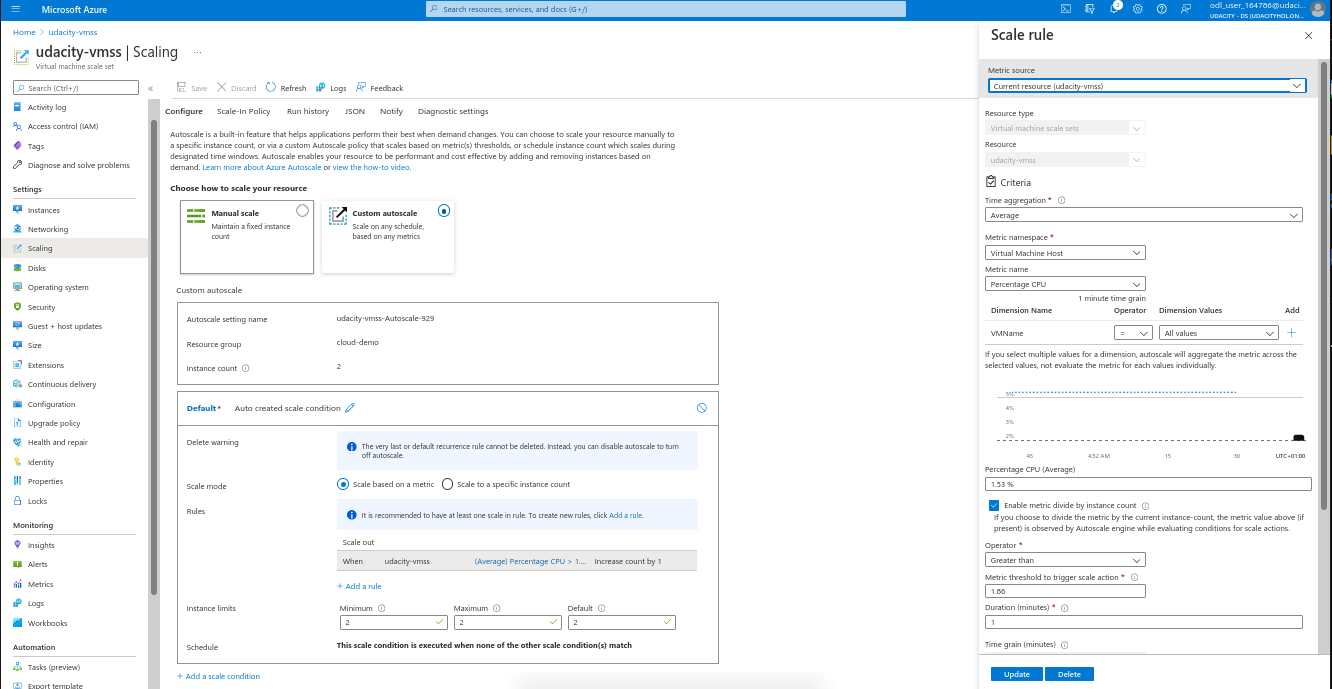 Microsoft Azure
Search resources, services, and docs (G+/)
2
odl_user_164786@udaci...
UDACITY - DS (UDACITYHOLON...
Home > udacity-vmss
udacity-vmss | Scaling ...
Virtual machine scale set
Search (Ctrl+/)
«
Activity log
Access control (IAM)
Tags
Diagnose and solve problems
Settings
Instances
Networking
Scaling
Disks
Operating system
Security
Guest + host updates
Size
Extensions
Continuous delivery
Configuration
Upgrade policy
Health and repair
Identity
Properties
Locks
Monitoring
Insights
Alerts
Metrics
Logs
Workbooks
Automation
Tasks (preview)
Export template
Save
Discard
Refresh
Logs
Feedback
Configure
Scale-In Policy
Run history
JSON
Notify
Diagnostic settings
Autoscale is a built-in feature that helps applications perform their best when demand changes. You can choose to scale your resource manually to
a specific instance count, or via a custom Autoscale policy that scales based on metric(s) thresholds, or schedule instance count which scales during
designated time windows. Autoscale enables your resource to be performant and cost effective by adding and removing instances based on
demand. Learn more about Azure Autoscale or view the how-to video.
Choose how to scale your resource
Manual scale
Maintain a fixed instance
count
Custom autoscale
Scale on any schedule,
based on any metrics
Custom autoscale
Autoscale setting name
udacity-vmss-Autoscale-929
Resource group
cloud-demo
Instance count
2
Default*
Auto created scale condition
Delete warning
The very last or default recurrence rule cannot be deleted. Instead, you can disable autoscale to turn
off autoscale.
Scale mode
Scale based on a metric
Scale to a specific instance count
Rules
It is recommended to have at least one scale in rule. To create new rules, click Add a rule.
Scale out
When udacity-vmss (Average) Percentage CPU > 1.... Increase count by 1
+ Add a rule
Instance limits
Minimum
2
Maximum
2
Default
2
Schedule
This scale condition is executed when none of the other scale condition(s) match
+ Add a scale condition
Scale rule
Metric source
Current resource (udacity-vmss)
Resource type
Virtual machine scale sets
Resource
udacity-vmss
Criteria
Time aggregation *
Average
Metric namespace *
Virtual Machine Host
Metric name
Percentage CPU
1 minute time grain
Dimension Name Operator Dimension Values Add
VMName = All values +
If you select multiple values for a dimension, autoscale will aggregate the metric across the
selected values, not evaluate the metric for each values individually.
5%
4%
3%
2%
45 4:52 AM 15 30 UTC+01:00
Percentage CPU (Average)
1.53 %
Enable metric divide by instance count
If you choose to divide the metric by the current instance-count, the metric value above (if
present) is observed by Autoscale engine while evaluating conditions for scale actions.
Operator *
Greater than
Metric threshold to trigger scale action *
1.86
Duration (minutes) *
1
Time grain (minutes)
Update
Delete